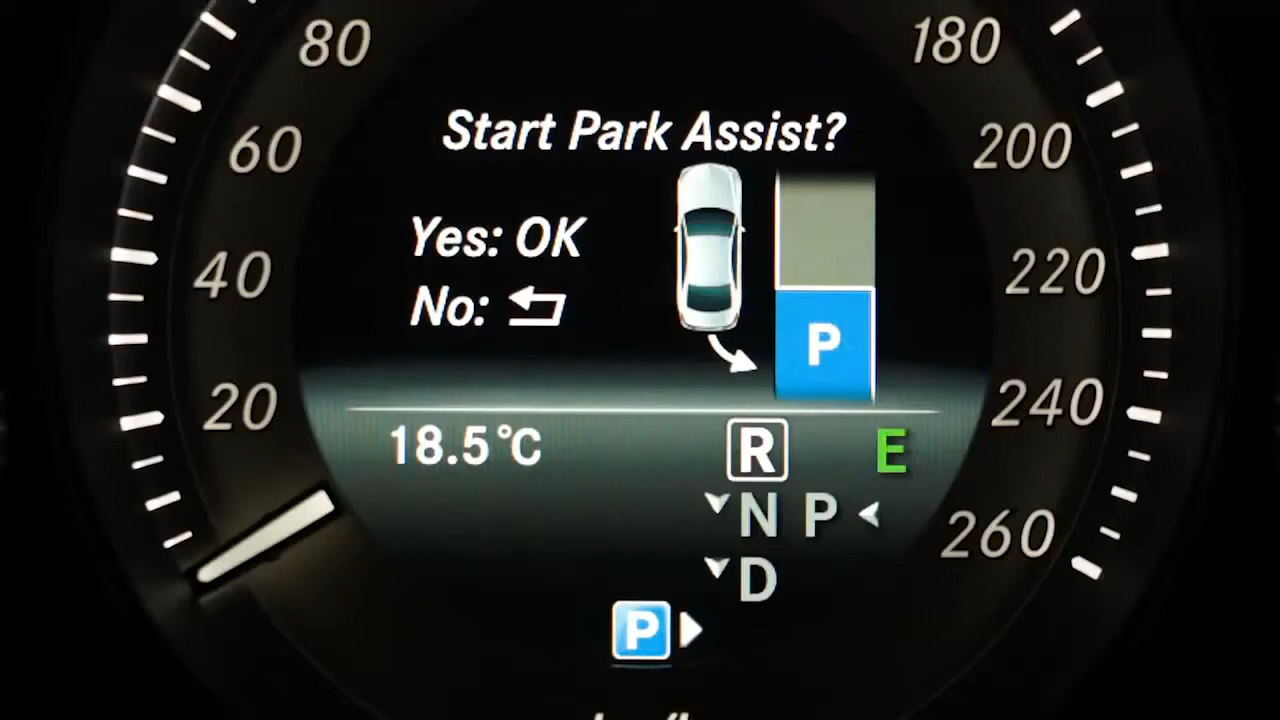 80
180
Start Park Assist?
60
200
Yes: OK
40
220
No:
P
20
240
18.5°C
R
E
N P
260
D
P